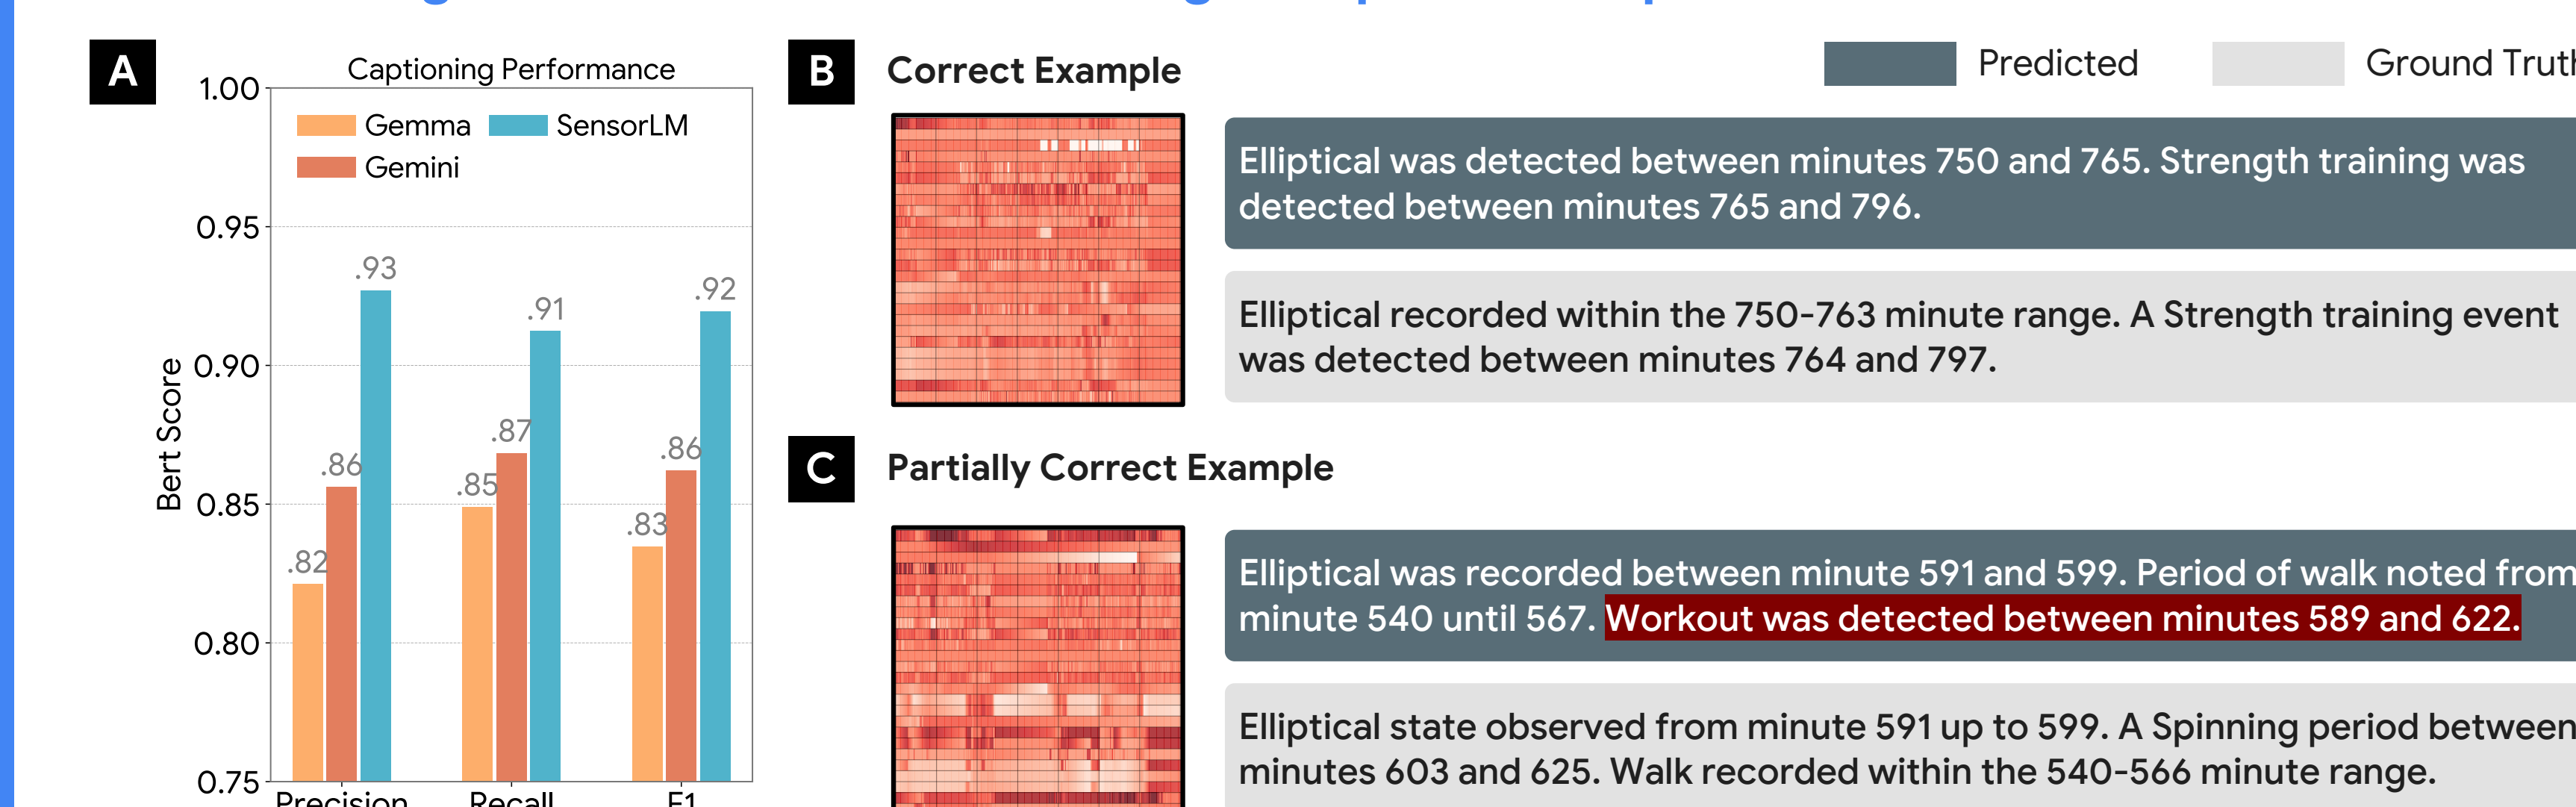 A
Captioning Performance
1.00
0.95
0.90
0.85
0.80
0.75
Bert Score
Gemma
SensorLM
Gemini
.82
.86
.93
.85
.87
.91
.83
.86
.92
Precision
Recall
F1
B
Correct Example
Predicted
Ground Truth
Elliptical was detected between minutes 750 and 765. Strength training was
detected between minutes 765 and 796.
Elliptical recorded within the 750-763 minute range. A Strength training event
was detected between minutes 764 and 797.
C
Partially Correct Example
Elliptical was recorded between minute 591 and 599. Period of walk noted from
minute 540 until 567. Workout was detected between minutes 589 and 622.
Elliptical state observed from minute 591 up to 599. A Spinning period between
minutes 603 and 625. Walk recorded within the 540-566 minute range.